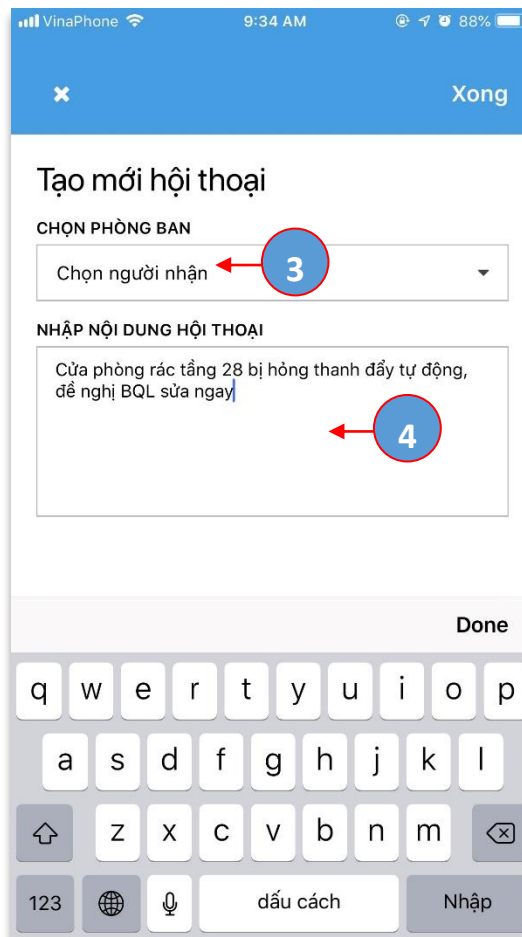 VinaPhone 9:34 AM 88%
Xong
Tạo mới hội thoại
CHỌN PHÒNG BAN
Chọn người nhận
3
NHẬP NỘI DUNG HỘI THOẠI
Cửa phòng rác tầng 28 bị hỏng thanh đẩy tự động,
đề nghị BQL sửa ngay
4
Done
q w e r t y u i o p
a s d f g h j k l
z x c v b n m
123 dấu cách Nhập